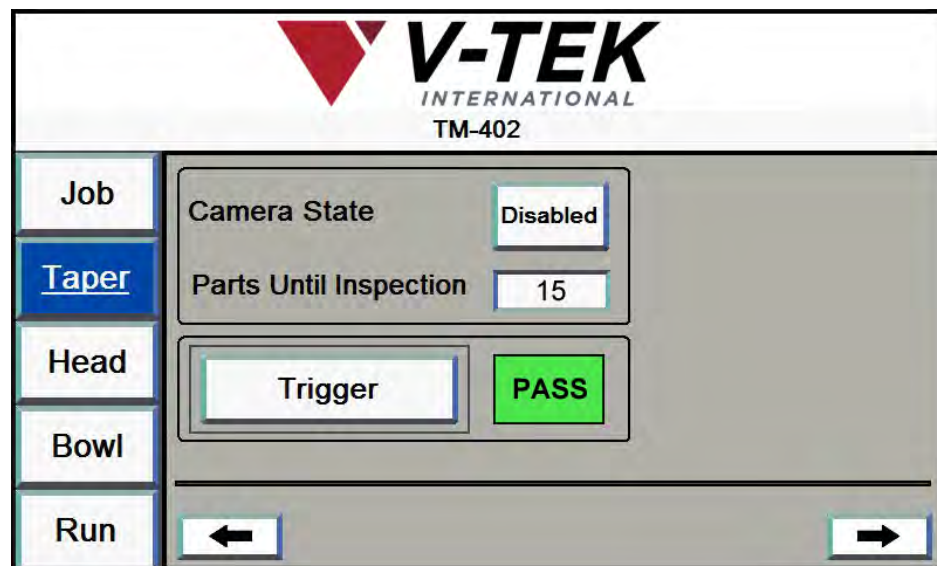 V-TEK
INTERNATIONAL
TM-402
Job
Taper
Head
Bowl
Run
Camera State
Disabled
Parts Until Inspection
15
Trigger
PASS